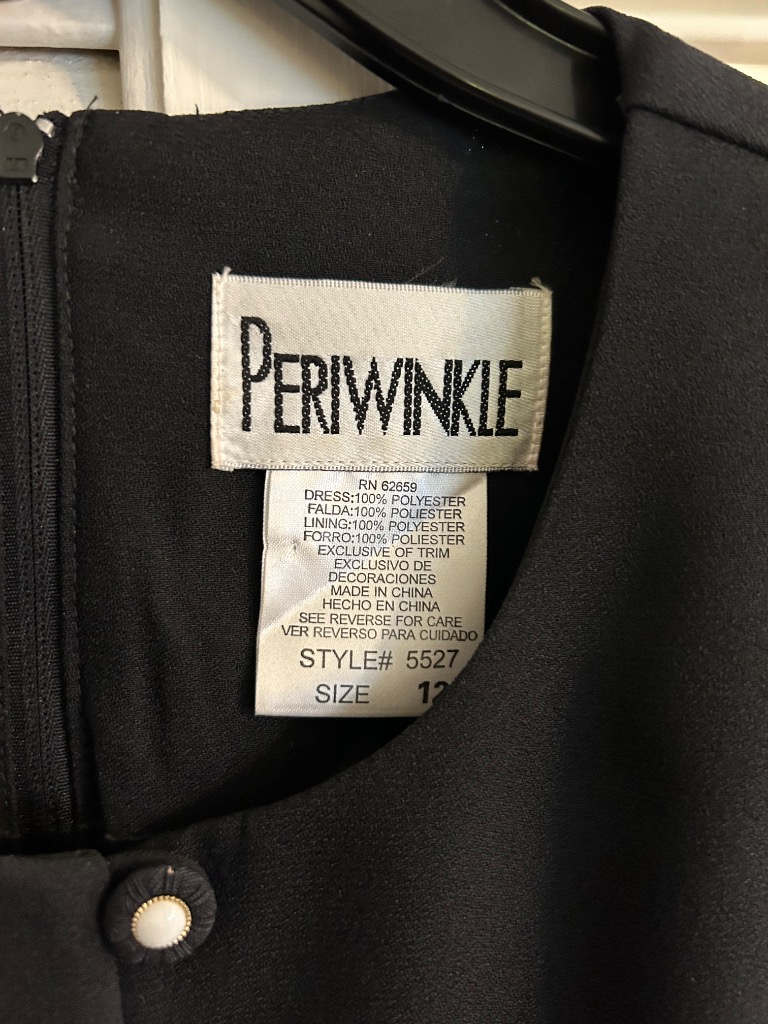 PERIWINKLE
RN 62659
DRESS:100% POLYESTER
FALDA:100% POLIESTER
LINING:100% POLYESTER
FORRO:100% POLIESTER
EXCLUSIVE OF TRIM
EXCLUSIVO DE
DECORACIONES
MADE IN CHINA
HECHO EN CHINA
SEE REVERSE FOR CARE
VER REVERSO PARA CUIDADO
STYLE# 5527
SIZE 12